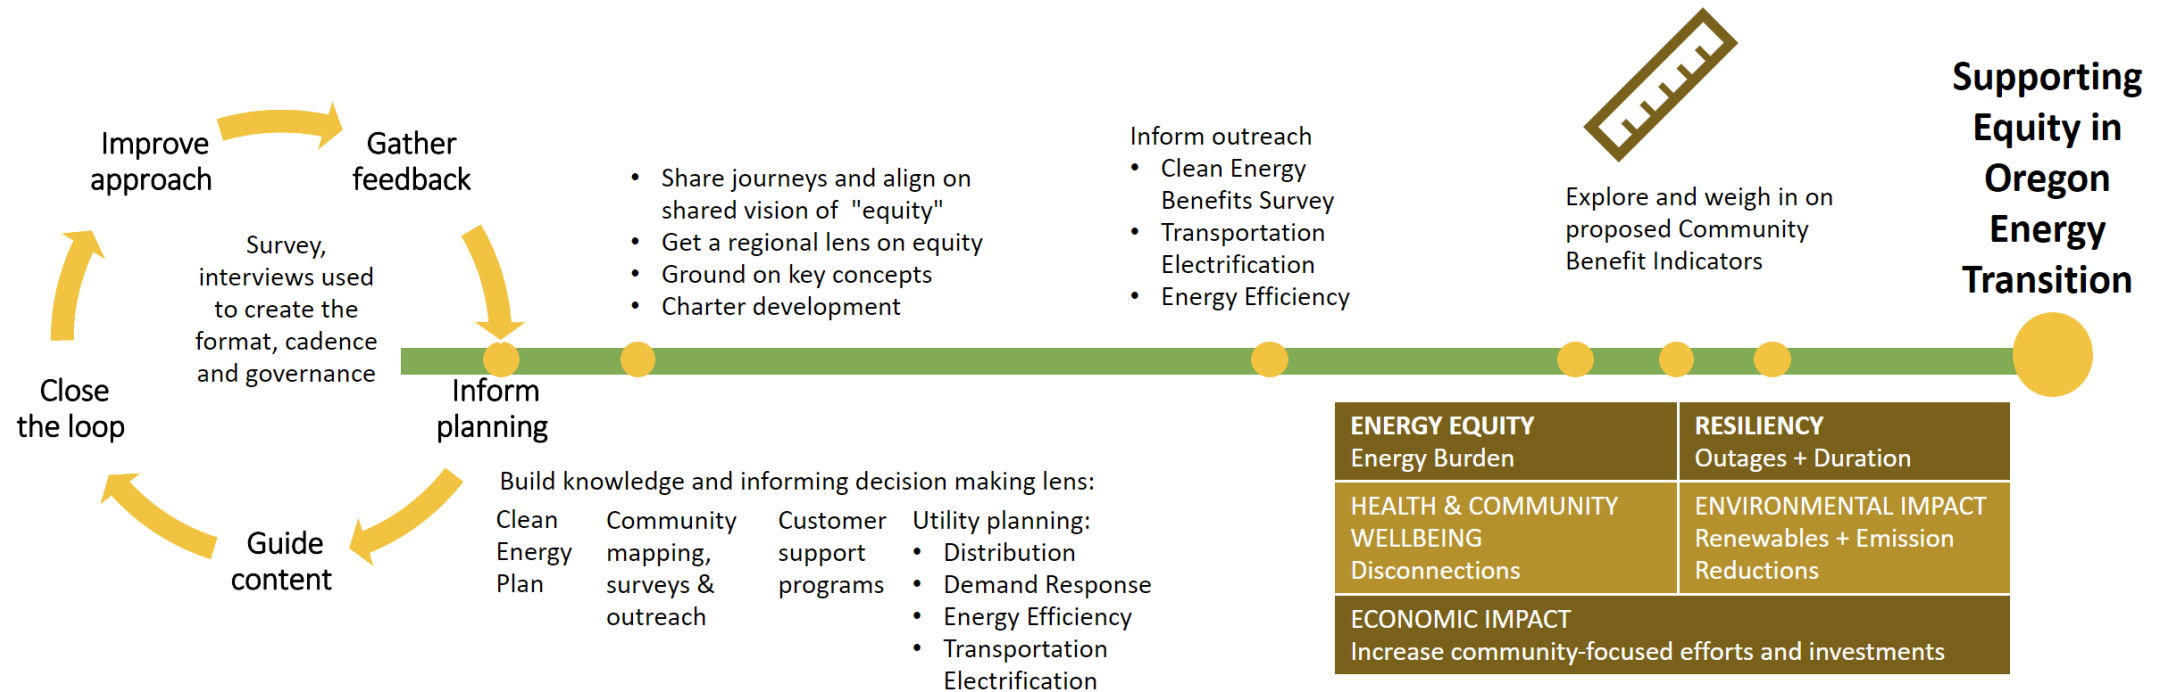 Improve
approach
Gather
feedback
Survey,
interviews used
to create the
format, cadence
and governance
Close
the loop
Inform
planning
Guide
content
• Share journeys and align on
shared vision of "equity"
• Get a regional lens on equity
• Ground on key concepts
• Charter development
Inform outreach
• Clean Energy
Benefits Survey
• Transportation
Electrification
• Energy Efficiency
Explore and weigh in on
proposed Community
Benefit Indicators
Supporting
Equity in
Oregon
Energy
Transition
Build knowledge and informing decision making lens:
Clean
Energy
Plan
Community
mapping,
surveys &
outreach
Customer
support
programs
Utility planning:
• Distribution
• Demand Response
• Energy Efficiency
• Transportation
Electrification
ENERGY EQUITY
Energy Burden
RESILIENCY
Outages + Duration
HEALTH & COMMUNITY
WELLBEING
Disconnections
ENVIRONMENTAL IMPACT
Renewables + Emission
Reductions
ECONOMIC IMPACT
Increase community-focused efforts and investments